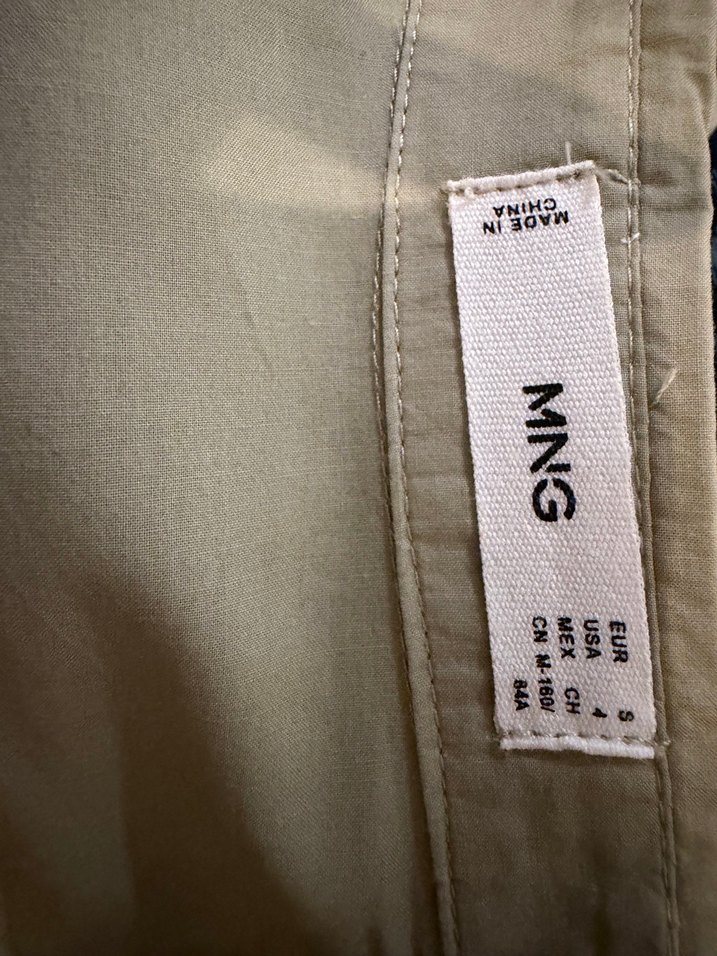 MADE IN
CHINA
MNG
EUR S
USA 4
MEX CH
CN M-160/
84A